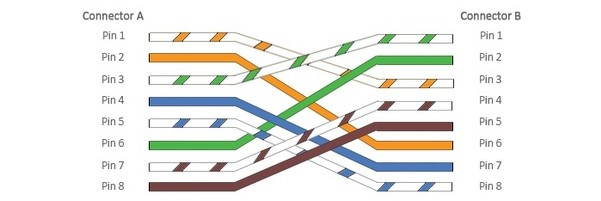 Connector A Connector B
Pin 1 Pin 1
Pin 2 Pin 2
Pin 3 Pin 3
Pin 4 Pin 4
Pin 5 Pin 5
Pin 6 Pin 6
Pin 7 Pin 7
Pin 8 Pin 8